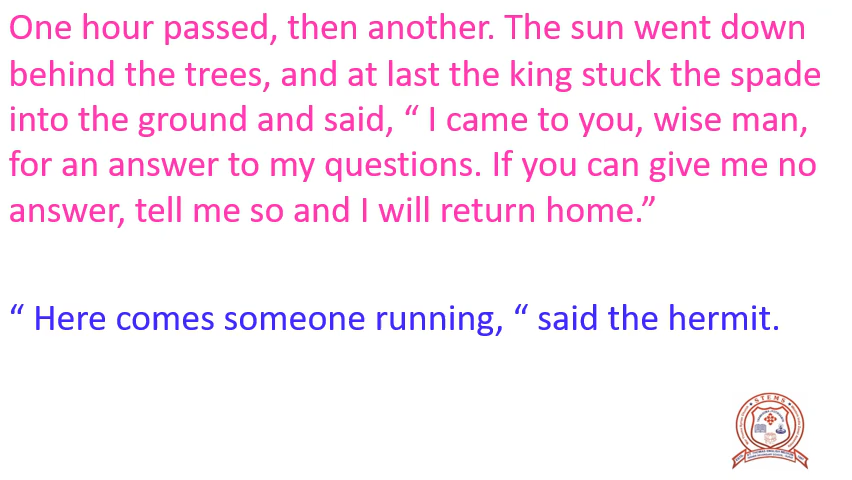 One hour passed, then another. The sun went down
behind the trees, and at last the king stuck the spade
into the ground and said, “ I came to you, wise man,
for an answer to my questions. If you can give me no
answer, tell me so and I will return home.”
“ Here comes someone running, “ said the hermit.
STEMS